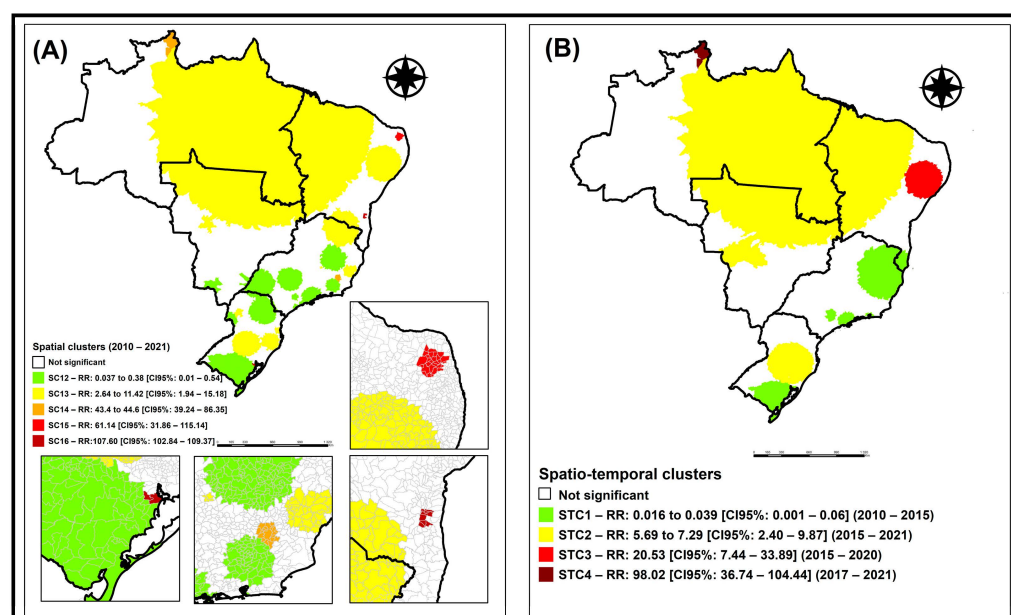 (A)
Spatial clusters (2010 – 2021)
Not significant
SC12 – RR: 0.037 to 0.38 [CI95%: 0.01 – 0.54]
SC13 – RR: 2.64 to 11.42 [CI95%: 1.94 – 15.18]
SC14 – RR: 43.4 to 44.6 [CI95%: 39.24 – 86.35]
SC15 – RR: 61.14 [CI95%: 31.86 – 115.14]
SC16 – RR:107.60 [CI95%: 102.84 – 109.37]
(B)
Spatio-temporal clusters
Not significant
STC1 – RR: 0.016 to 0.039 [CI95%: 0.001 – 0.06] (2010 – 2015)
STC2 – RR: 5.69 to 7.29 [CI95%: 2.40 – 9.87] (2015 – 2021)
STC3 – RR: 20.53 [CI95%: 7.44 – 33.89] (2015 – 2020)
STC4 – RR: 98.02 [CI95%: 36.74 – 104.44] (2017 – 2021)